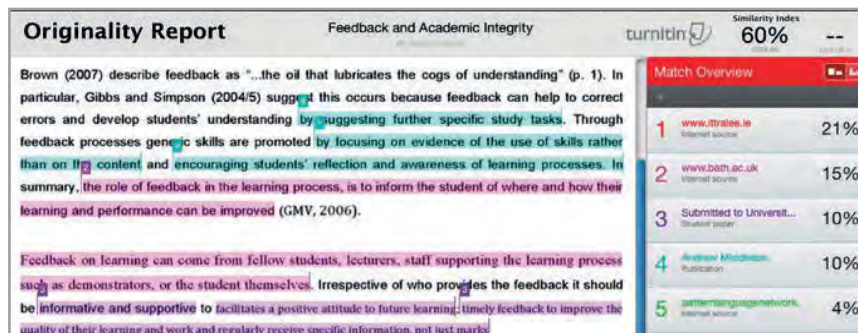 Originality Report
Feedback and Academic Integrity
turnitin
Similarity Index
60%
--
Brown (2007) describe feedback as “...the oil that lubricates the cogs of understanding” (p. 1). In
particular, Gibbs and Simpson (2004/5) suggest this occurs because feedback can help to correct
errors and develop students’ understanding by suggesting further specific study tasks. Through
feedback processes generic skills are promoted by focusing on evidence of the use of skills rather
than on the content and encouraging students’ reflection and awareness of learning processes. In
summary, the role of feedback in the learning process, is to inform the student of where and how their
learning and performance can be improved (GMV, 2006).
Feedback on learning can come from fellow students, lecturers, staff supporting the learning process
such as demonstrators, or the student themselves. Irrespective of who provides the feedback it should
be informative and supportive to facilitates a positive attitude to future learning; timely feedback to improve the
quality of their learning and work and regularly receive specific information, not just marks
Match Overview
1 www.ittralee.ie 21%
Internet source
2 www.bath.ac.uk 15%
Internet source
3 Submitted to Universit... 10%
Student paper
4 Andrew Middleton. 10%
Publication
5 patternlanguagenetwork. 4%
Internet source